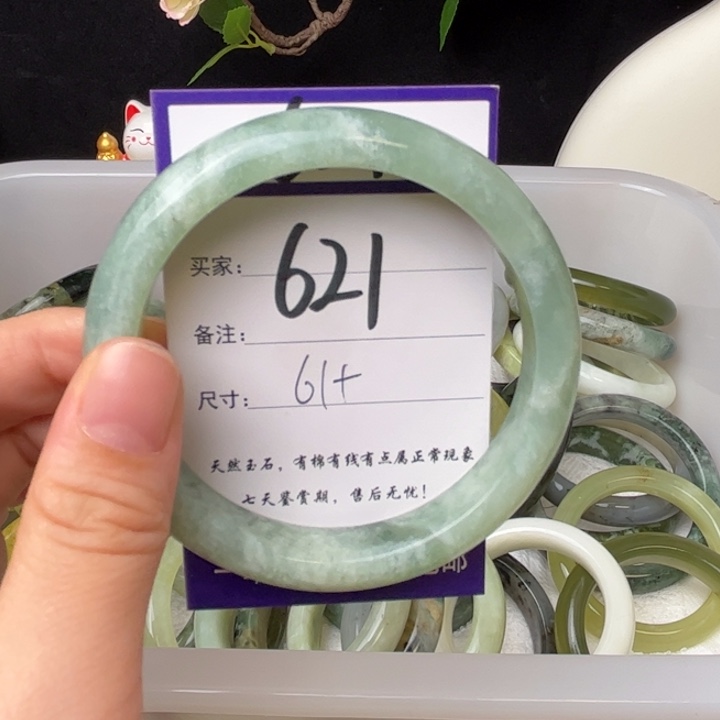 买家：621
备注：
尺寸：61+
天然玉石，有棉有线有点属正常现象
七天鉴赏期，售后无忧！
邮